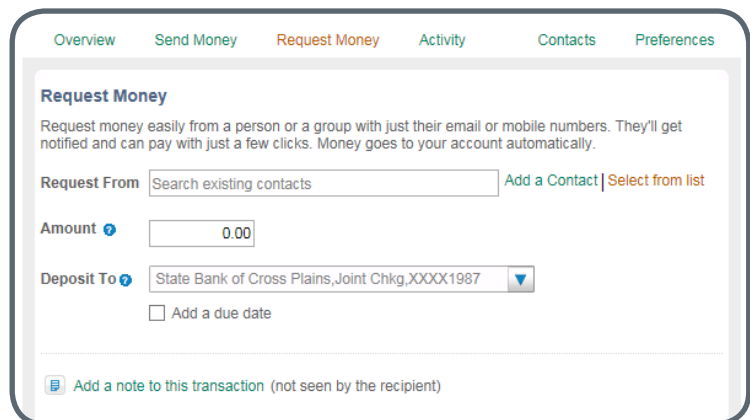 Overview Send Money Request Money Activity Contacts Preferences
Request Money
Request money easily from a person or a group with just their email or mobile numbers. They'll get
notified and can pay with just a few clicks. Money goes to your account automatically.
Request From Search existing contacts Add a Contact | Select from list
Amount ? 0.00
Deposit To ? State Bank of Cross Plains,Joint Chkg,XXXX1987
Add a due date
Add a note to this transaction (not seen by the recipient)